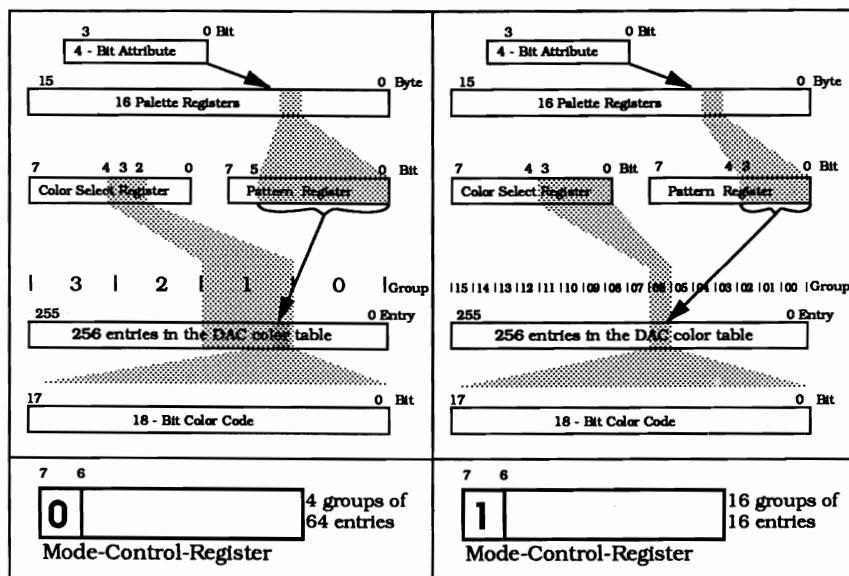 3 0 Bit
4 - Bit Attribute
15 0 Byte
16 Palette Registers
7 4 3 2 0 7 5 0 Bit
Color Select Register Pattern Register
3 2 1 0 Group
255 0 Entry
256 entries in the DAC color table
17 0 Bit
18 - Bit Color Code
7 6
0
4 groups of
64 entries
Mode-Control-Register
3 0 Bit
4 - Bit Attribute
15 0 Byte
16 Palette Registers
7 4 3 0 Bit 7 4 3 0 Bit
Color Select Register Pattern Register
15 14 13 12 11 10 09 08 07 06 05 04 03 02 01 00 Group
255 0 Entry
256 entries in the DAC color table
17 0 Bit
18 - Bit Color Code
7 6
1
16 groups of
16 entries
Mode-Control-Register